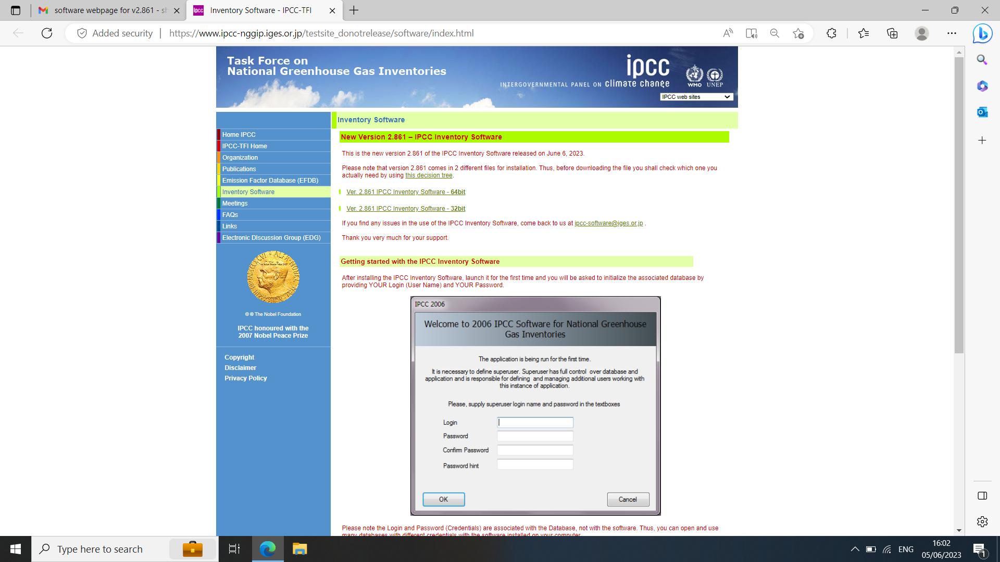 software webpage for v2.861 - sh
Inventory Software - IPCC-TFI
Added security
https://www.ipcc-nggip.iges.or.jp/testsite_donotrelease/software/index.html
Task Force on
National Greenhouse Gas Inventories
ipcc
INTERGOVERNMENTAL PANEL ON climate change
WMO UNEP
IPCC web sites
Inventory Software
Home IPCC
IPCC-TFI Home
Organization
Publications
Emission Factor Database (EFDB)
Inventory Software
Meetings
FAQs
Links
Electronic DIscussion Group (EDG)
© ® The Nobel Foundation
IPCC honoured with the
2007 Nobel Peace Prize
Copyright
Disclaimer
Privacy Policy
New Version 2.861 – IPCC Inventory Software
This is the new version 2.861 of the IPCC Inventory Software released on June 6, 2023.
Please note that version 2.861 comes in 2 different files for installation. Thus, before downloading the file you shall check which one you
actually need by using this decision tree.
Ver. 2.861 IPCC Inventory Software - 64bit
Ver. 2.861 IPCC Inventory Software - 32bit
If you find any issues in the use of the IPCC Inventory Software, come back to us at ipcc-software@iges.or.jp .
Thank you very much for your support.
Getting started with the IPCC Inventory Software
After installing the IPCC Inventory Software, launch it for the first time and you will be asked to initialize the associated database by
providing YOUR Login (User Name) and YOUR Password.
IPCC 2006
Welcome to 2006 IPCC Software for National Greenhouse
Gas Inventories
The application is being run for the first time.
It is necessary to define superuser. Superuser has full control over database and
application and is responsible for defining and managing additional users working with
this instance of application.
Please, supply superuser login name and password in the textboxes
Login
Password
Confirm Password
Password hint
OK
Cancel
Please note the Login and Password (Credentials) are associated with the Database, not with the software. Thus, you can open and use
many databases with different credentials with the software installed on your computer.
Type here to search
ENG
16:02
05/06/2023
1